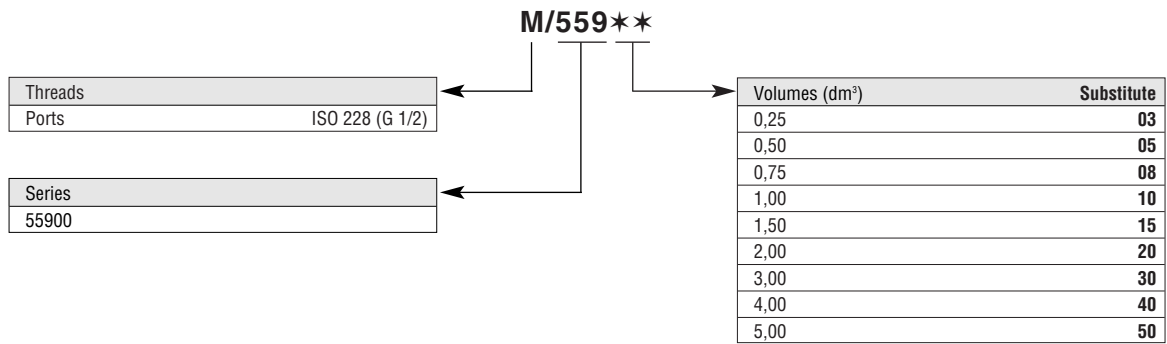 M/559✶✶
Threads
Ports ISO 228 (G 1/2)
Series
55900
Volumes (dm³) Substitute
0,25 03
0,50 05
0,75 08
1,00 10
1,50 15
2,00 20
3,00 30
4,00 40
5,00 50